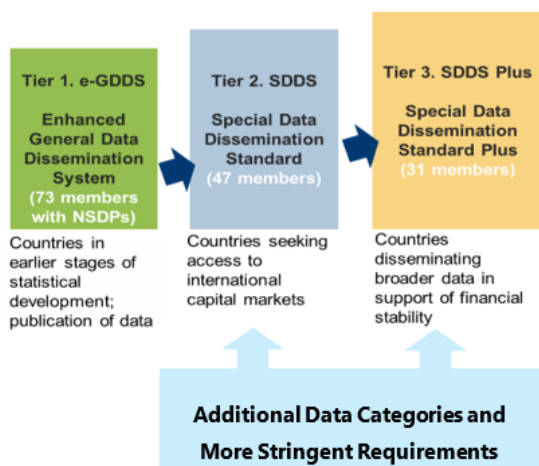 Tier 1. e-GDDS
Enhanced
General Data
Dissemination
System
(73 members
with NSDPs)
Countries in
earlier stages of
statistical
development;
publication of data
Tier 2. SDDS
Special Data
Dissemination
Standard
(47 members)
Countries seeking
access to
international
capital markets
Tier 3. SDDS Plus
Special Data
Dissemination
Standard Plus
(31 members)
Countries
disseminating
broader data in
support of financial
stability
Additional Data Categories and
More Stringent Requirements